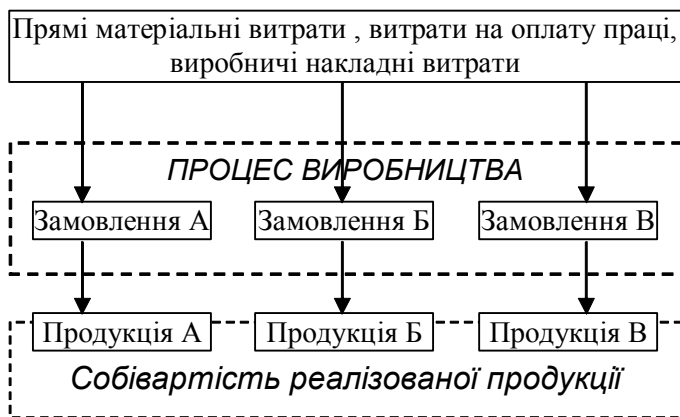 Прямі матеріальні витрати , витрати на оплату праці,
виробничі накладні витрати
ПРОЦЕС ВИРОБНИЦТВА
Замовлення А
Замовлення Б
Замовлення В
Продукція А
Продукція Б
Продукція В
Собівартість реалізованої продукції